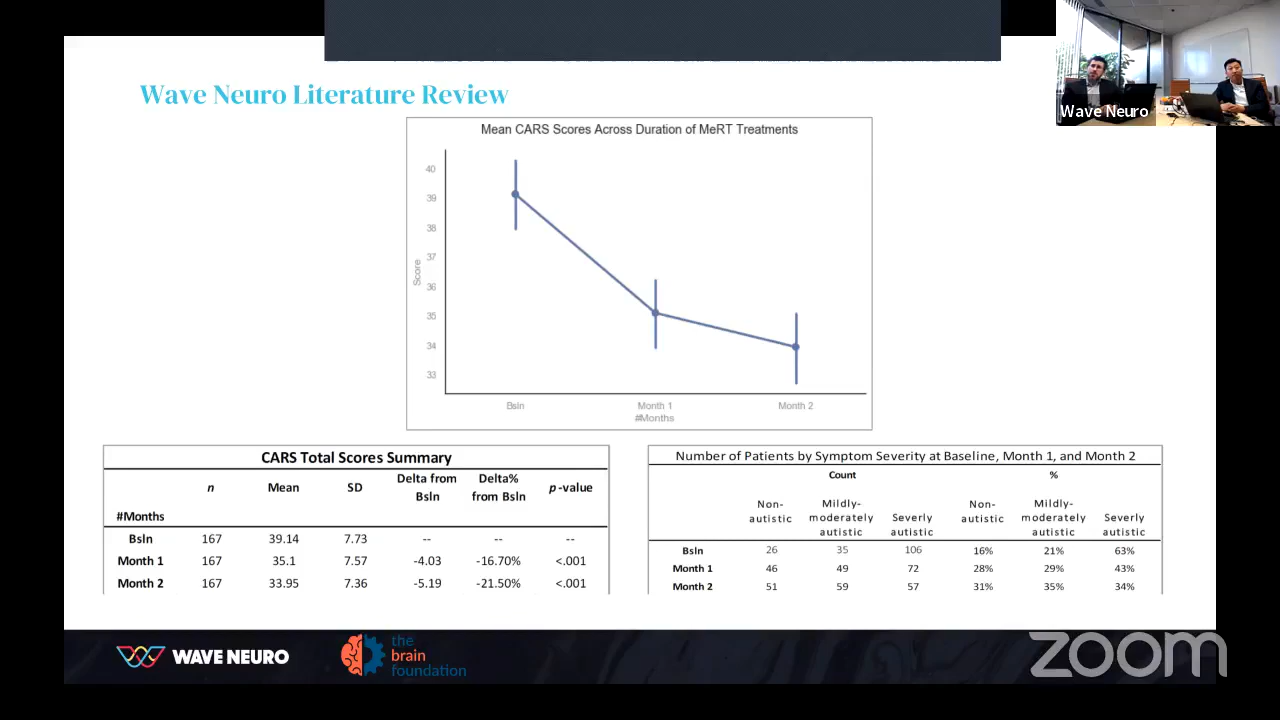 Wave Neuro Literature Review
Wave Neuro
Mean CARS Scores Across Duration of MeRT Treatments
Score
40
39
38
37
36
35
34
33
Bsln Month 1 Month 2
#Months
CARS Total Scores Summary
n Mean SD Delta from Bsln Delta% from Bsln p-value
#Months
Bsln 167 39.14 7.73 -- -- --
Month 1 167 35.1 7.57 -4.03 -16.70% <.001
Month 2 167 33.95 7.36 -5.19 -21.50% <.001
Number of Patients by Symptom Severity at Baseline, Month 1, and Month 2
Count %
Non-autistic Mildly-moderately autistic Severly autistic Non-autistic Mildly-moderately autistic Severly autistic
Bsln 26 35 106 16% 21% 63%
Month 1 46 49 72 28% 29% 43%
Month 2 51 59 57 31% 35% 34%
WAVE NEURO
the
brain
foundation
zoom